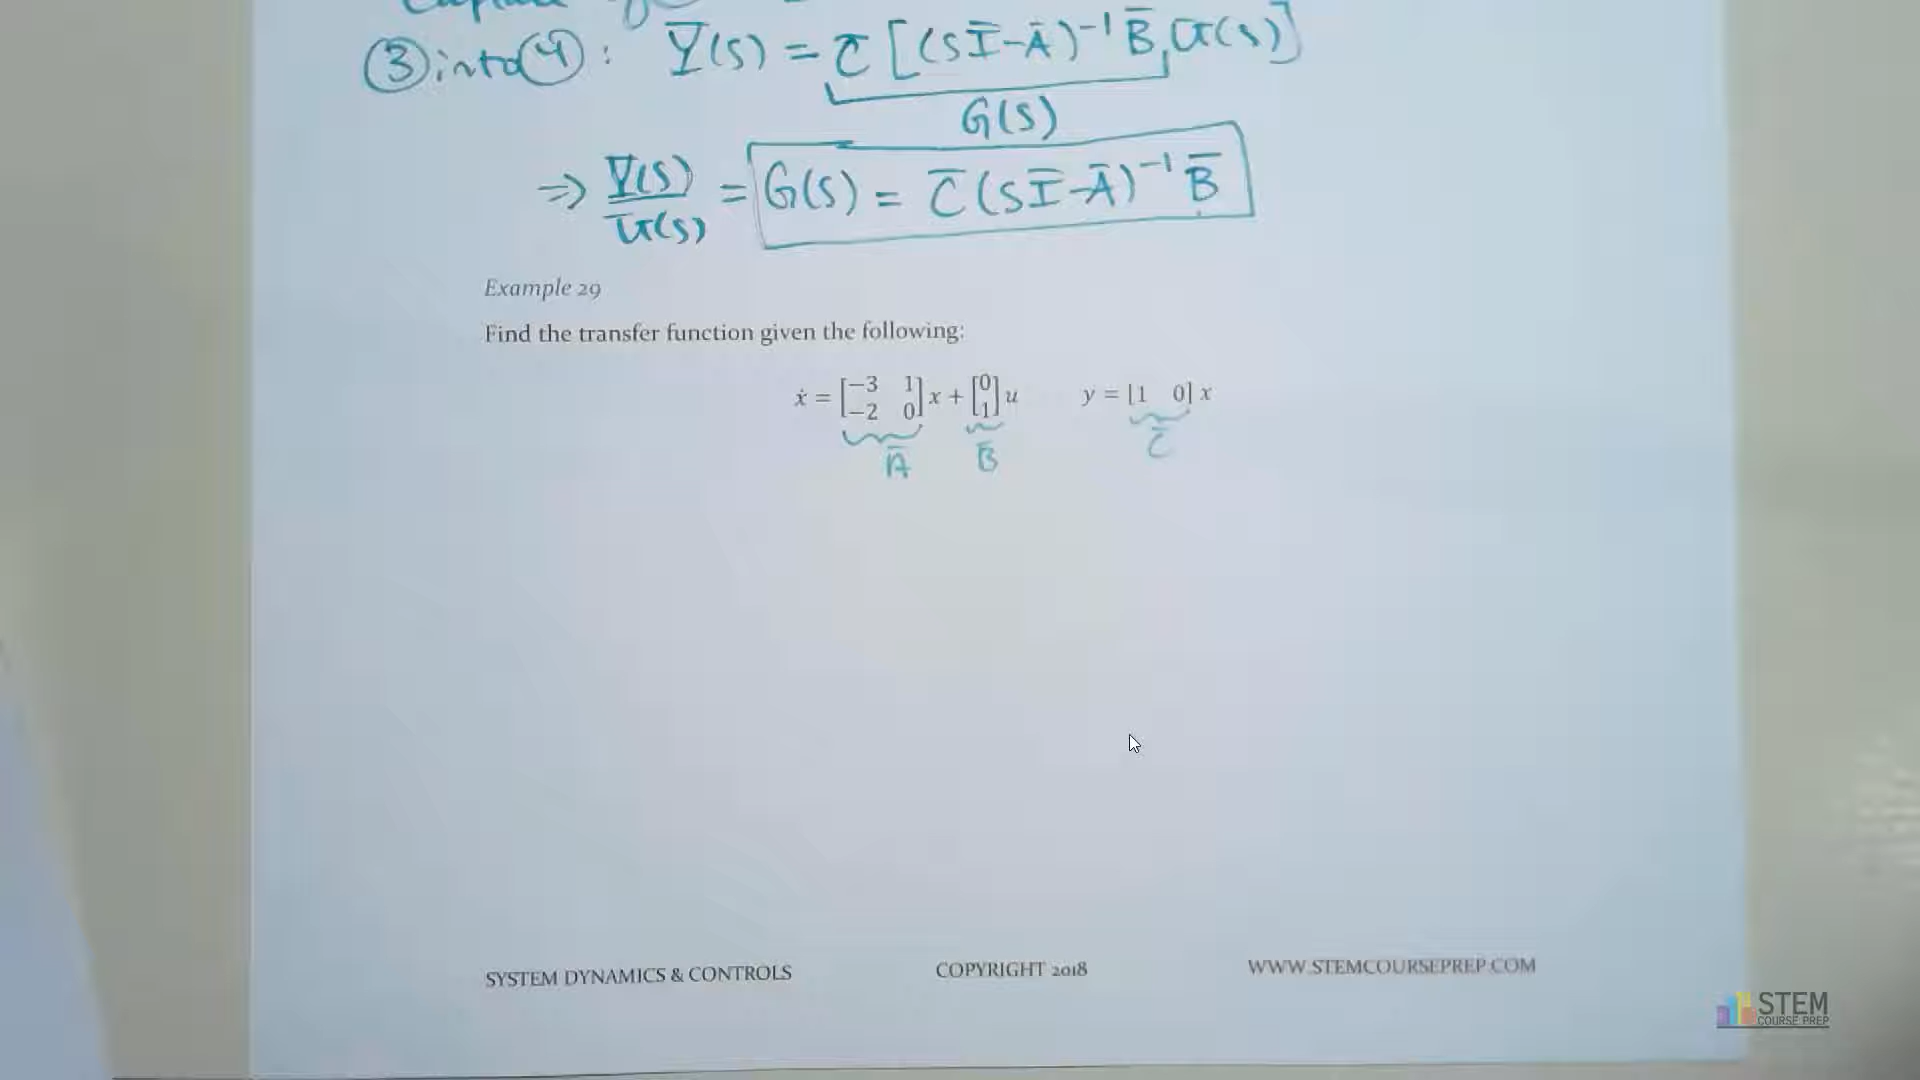 ③ into ④ : Y̅(s) = C̅ [(sI̅-A̅)⁻¹ B̅ U(s)]
G(s)
⇒ Y(s)/U(s) = G(s) = C̅ (sI̅-A̅)⁻¹ B̅
Example 29
Find the transfer function given the following:
ẋ = [−3 1; −2 0] x + [0; 1] u y = [1 0] x
A̅ B̅ C̅
SYSTEM DYNAMICS & CONTROLS COPYRIGHT 2018 WWW.STEMCOURSEPREP.COM
STEM
COURSE PREP